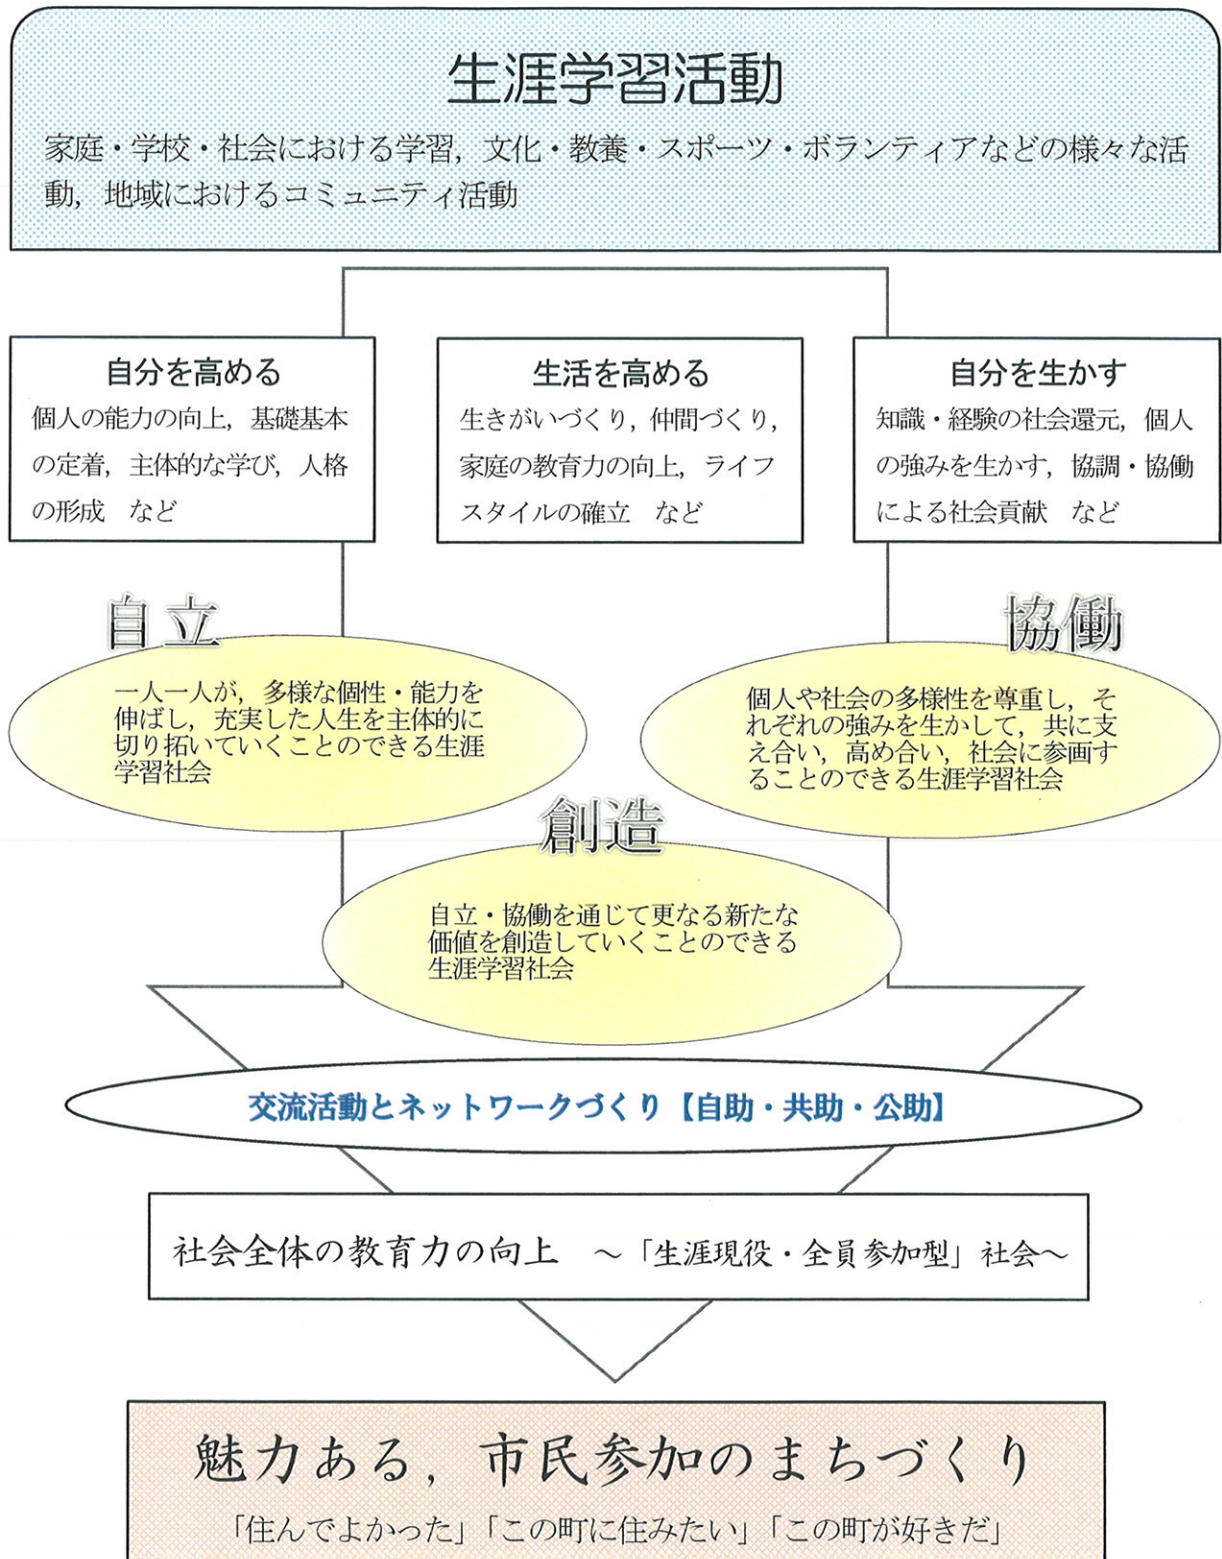 生涯学習活動
家庭・学校・社会における学習，文化・教養・スポーツ・ボランティアなどの様々な活
動，地域におけるコミュニティ活動
自分を高める
個人の能力の向上，基礎基本
の定着，主体的な学び，人格
の形成　など
生活を高める
生きがいづくり，仲間づくり，
家庭の教育力の向上，ライフ
スタイルの確立　など
自分を生かす
知識・経験の社会還元，個人
の強みを生かす，協調・協働
による社会貢献　など
自立
一人一人が，多様な個性・能力を
伸ばし，充実した人生を主体的に
切り拓いていくことのできる生涯
学習社会
協働
個人や社会の多様性を尊重し，そ
れぞれの強みを生かして，共に支
え合い，高め合い，社会に参画す
ることのできる生涯学習社会
創造
自立・協働を通じて更なる新たな
価値を創造していくことのできる
生涯学習社会
交流活動とネットワークづくり【自助・共助・公助】
社会全体の教育力の向上　～「生涯現役・全員参加型」社会～
魅力ある，市民参加のまちづくり
「住んでよかった」「この町に住みたい」「この町が好きだ」